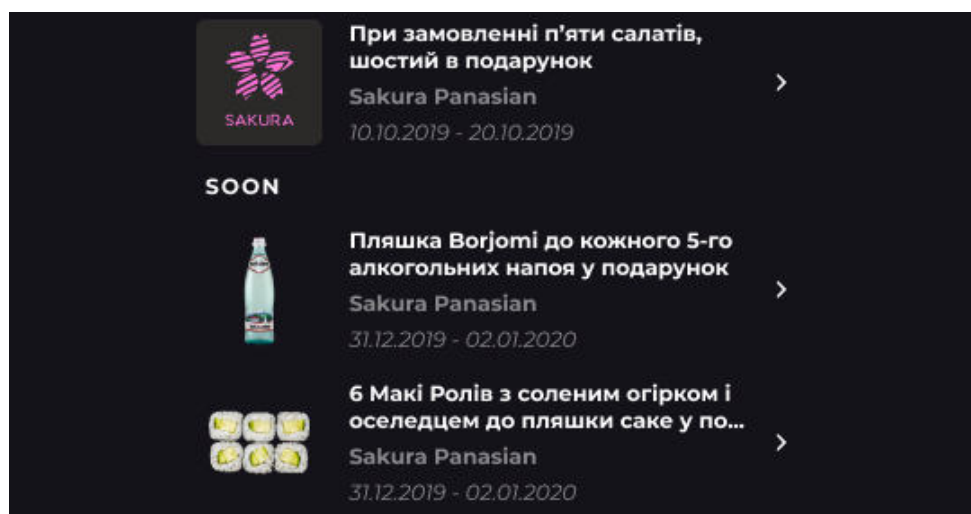 При замовленні п’яти салатів,
шостий в подарунок
Sakura Panasian
10.10.2019 - 20.10.2019
SAKURA
SOON
Пляшка Borjomi до кожного 5-го
алкогольних напоя у подарунок
Sakura Panasian
31.12.2019 - 02.01.2020
6 Макі Ролів з соленим огірком і
оселедцем до пляшки саке у по...
Sakura Panasian
31.12.2019 - 02.01.2020